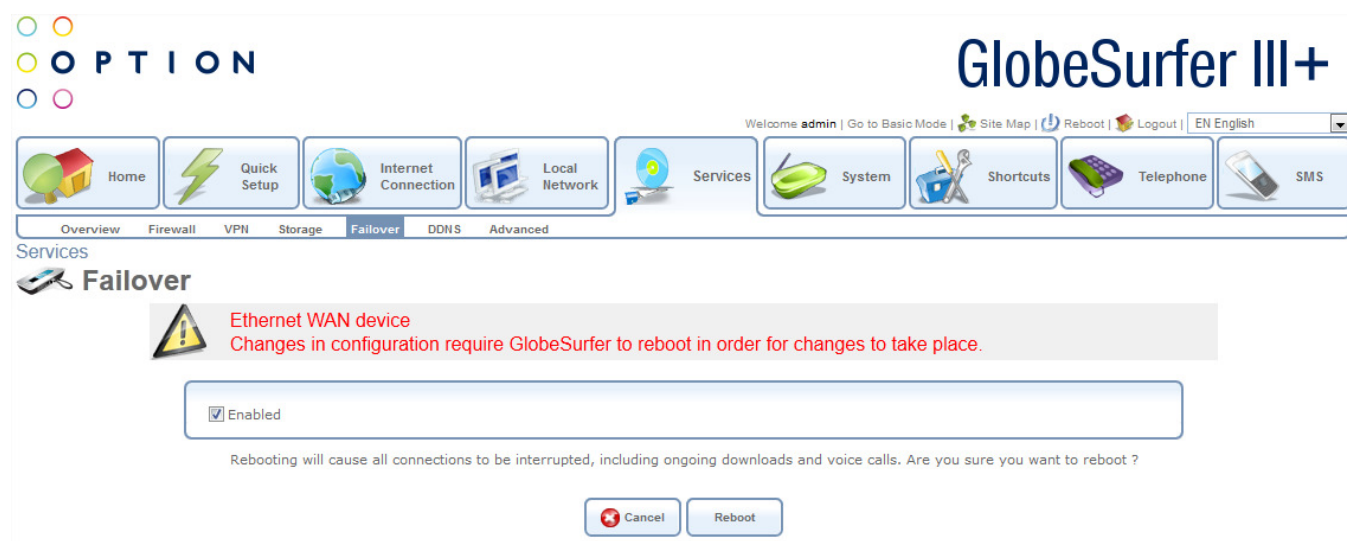 OPTION
GlobeSurfer III+
Welcome admin | Go to Basic Mode | Site Map | Reboot | Logout | EN English
Home
Quick Setup
Internet Connection
Local Network
Services
System
Shortcuts
Telephone
SMS
Overview Firewall VPN Storage Failover DDNS Advanced
Services
Failover
Ethernet WAN device
Changes in configuration require GlobeSurfer to reboot in order for changes to take place.
Enabled
Rebooting will cause all connections to be interrupted, including ongoing downloads and voice calls. Are you sure you want to reboot ?
Cancel Reboot